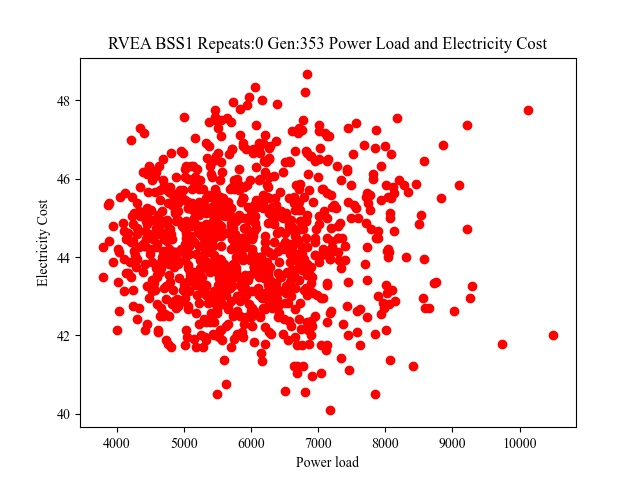 RVEA BSS1 Repeats:0 Gen:353 Power Load and Electricity Cost
48
46
44
42
40
Electricity Cost
4000 5000 6000 7000 8000 9000 10000
Power load